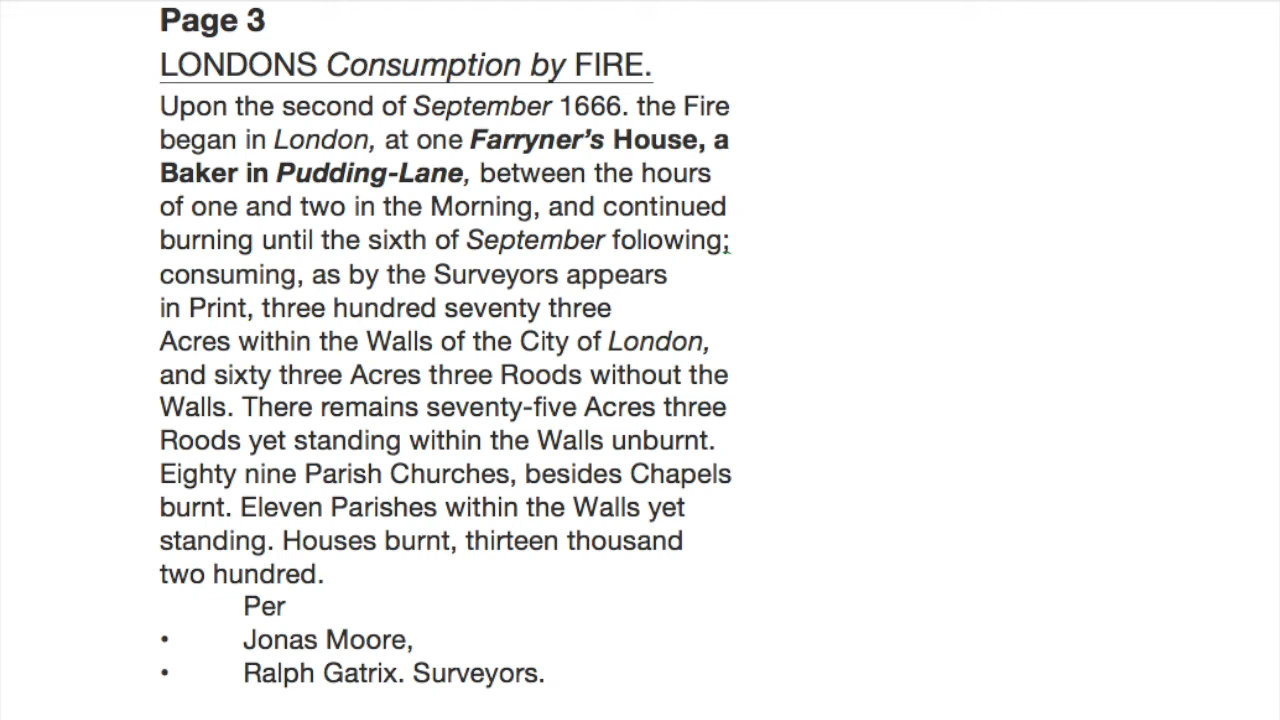 Page 3
LONDONS Consumption by FIRE.
Upon the second of September 1666. the Fire
began in London, at one Farryner's House, a
Baker in Pudding-Lane, between the hours
of one and two in the Morning, and continued
burning until the sixth of September following;
consuming, as by the Surveyors appears
in Print, three hundred seventy three
Acres within the Walls of the City of London,
and sixty three Acres three Roods without the
Walls. There remains seventy-five Acres three
Roods yet standing within the Walls unburnt.
Eighty nine Parish Churches, besides Chapels
burnt. Eleven Parishes within the Walls yet
standing. Houses burnt, thirteen thousand
two hundred.
Per
• Jonas Moore,
• Ralph Gatrix. Surveyors.